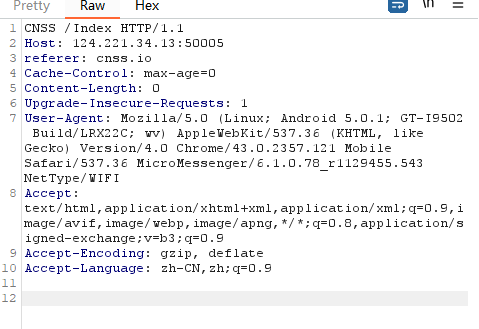 Pretty Raw Hex \n
1 CNSS /Index HTTP/1.1
2 Host: 124.221.34.13:50005
3 referer: cnss.io
4 Cache-Control: max-age=0
5 Content-Length: 0
6 Upgrade-Insecure-Requests: 1
7 User-Agent: Mozilla/5.0 (Linux; Android 5.0.1; GT-I9502
Build/LRX22C; wv) AppleWebKit/537.36 (KHTML, like
Gecko) Version/4.0 Chrome/43.0.2357.121 Mobile
Safari/537.36 MicroMessenger/6.1.0.78_r1129455.543
NetType/WIFI
8 Accept:
text/html,application/xhtml+xml,application/xml;q=0.9,i
mage/avif,image/webp,image/apng,*/*;q=0.8,application/s
igned-exchange;v=b3;q=0.9
9 Accept-Encoding: gzip, deflate
10 Accept-Language: zh-CN,zh;q=0.9
11
12